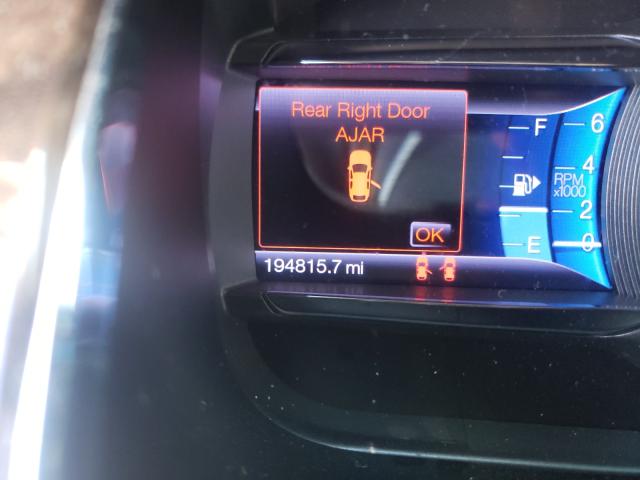 Rear Right Door
AJAR
OK
194815.7 mi
F
E
6
4
RPM
x1000
2
0